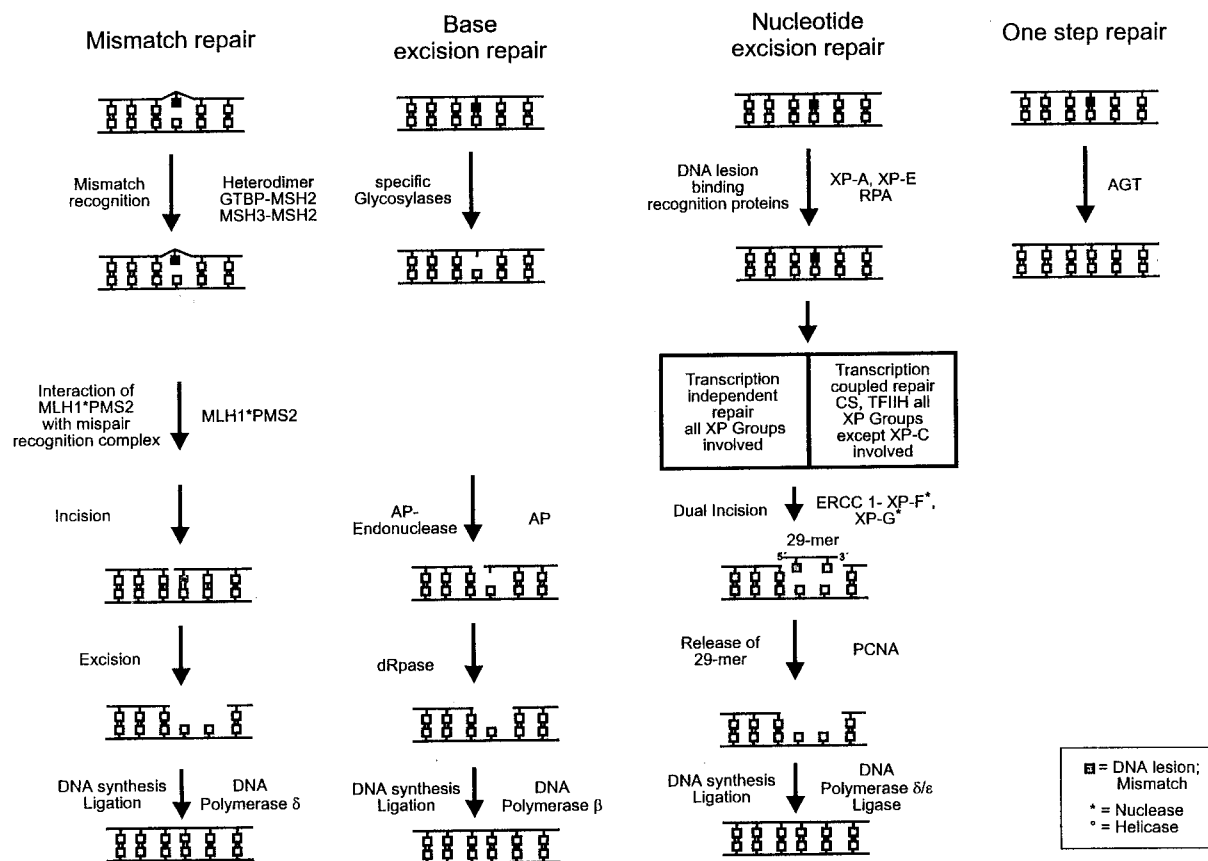 Mismatch repair
Mismatch
recognition
Heterodimer
GTBP-MSH2
MSH3-MSH2
Interaction of
MLH1*PMS2
with mispair
recognition complex
MLH1*PMS2
Incision
Excision
DNA synthesis
Ligation
DNA
Polymerase δ
Base
excision repair
specific
Glycosylases
AP-
Endonuclease
AP
dRpase
DNA synthesis
Ligation
DNA
Polymerase β
Nucleotide
excision repair
DNA lesion
binding
recognition proteins
XP-A, XP-E
RPA
Transcription
independent
repair
all XP Groups
involved
Transcription
coupled repair
CS, TFIIH all
XP Groups
except XP-C
involved
Dual Incision
ERCC 1- XP-F*,
XP-G*
29-mer
5´ 3´
Release of
29-mer
PCNA
DNA synthesis
Ligation
DNA
Polymerase δ/ε
Ligase
One step repair
AGT
= DNA lesion;
Mismatch
* = Nuclease
° = Helicase